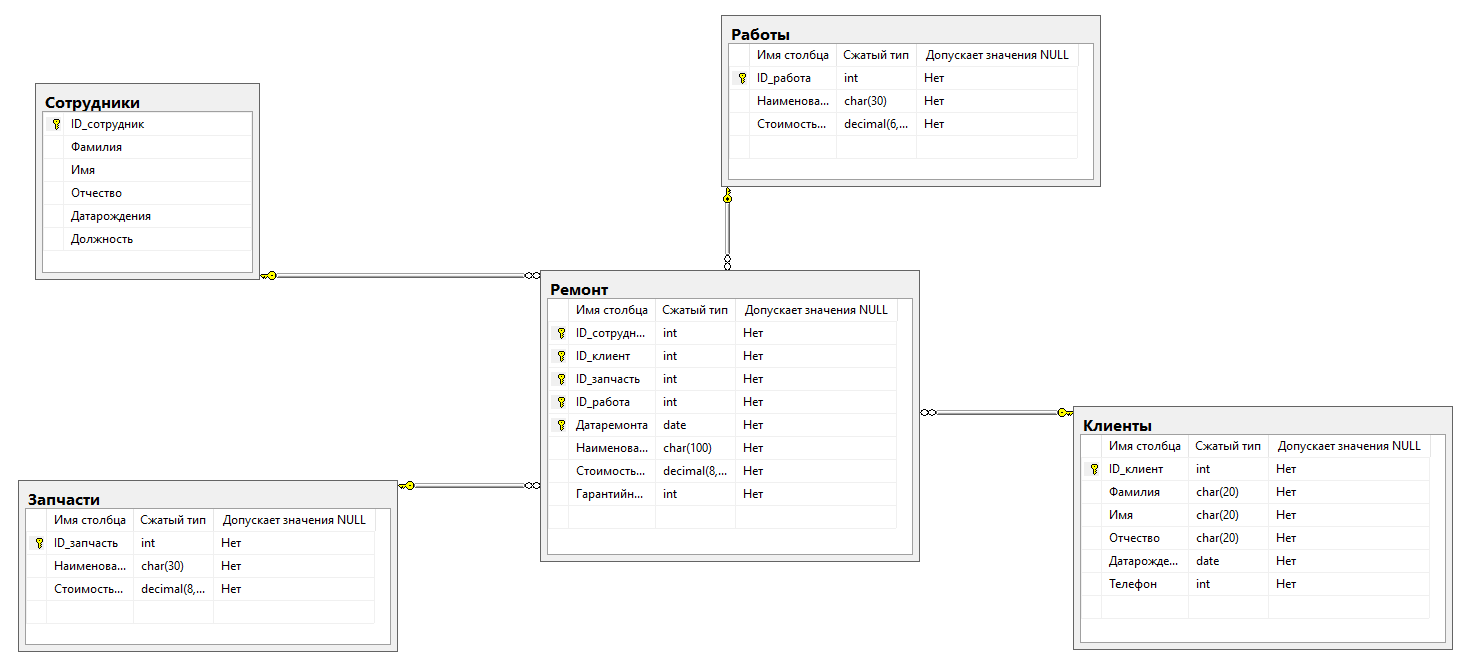 Работы
Имя столбца Сжатый тип Допускает значения NULL
ID_работа int Нет
Наименова... char(30) Нет
Стоимость... decimal(6,... Нет
Сотрудники
ID_сотрудник
Фамилия
Имя
Отчество
Датарождения
Должность
Ремонт
Имя столбца Сжатый тип Допускает значения NULL
ID_сотрудн... int Нет
ID_клиент int Нет
ID_запчасть int Нет
ID_работа int Нет
Датаремонта date Нет
Наименова... char(100) Нет
Стоимость... decimal(8,... Нет
Гарантийн... int Нет
Запчасти
Имя столбца Сжатый тип Допускает значения NULL
ID_запчасть int Нет
Наименова... char(30) Нет
Стоимость... decimal(8,... Нет
Клиенты
Имя столбца Сжатый тип Допускает значения NULL
ID_клиент int Нет
Фамилия char(20) Нет
Имя char(20) Нет
Отчество char(20) Нет
Датарожде... date Нет
Телефон int Нет